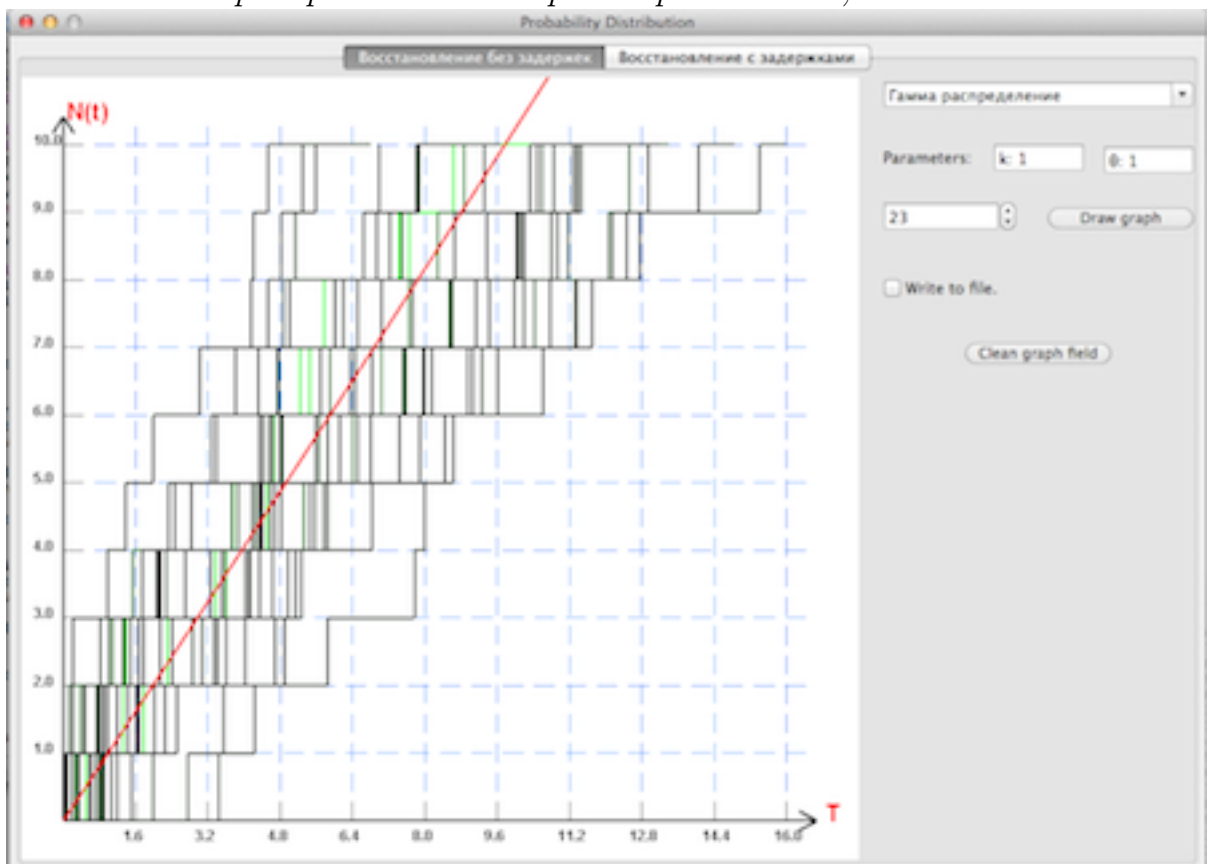 Probability Distribution
Восстановление без задержек Восстановление с задержками
Гамма распределение
Parameters: k: 1 θ: 1
23 Draw graph
Write to file.
Clean graph field
N(t)
10.0
9.0
8.0
7.0
6.0
5.0
4.0
3.0
2.0
1.0
1.6 3.2 4.8 6.4 8.0 9.6 11.2 12.8 14.4 16.0
T